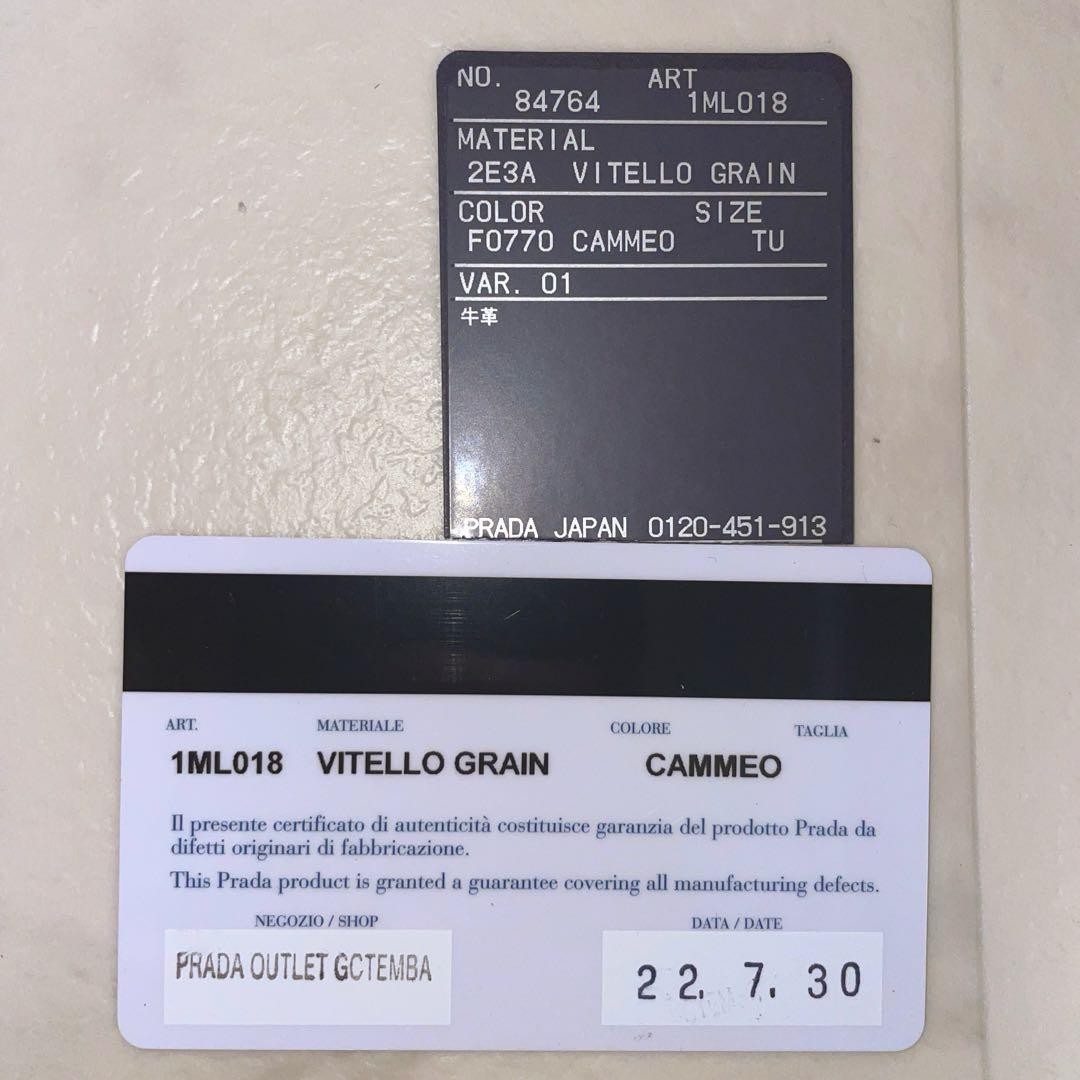 NO. ART
84764 1ML018
MATERIAL
2E3A VITELLO GRAIN
COLOR SIZE
F0770 CAMMEO TU
VAR. 01
牛革
PRADA JAPAN 0120-451-913
ART. MATERIALE COLORE TAGLIA
1ML018 VITELLO GRAIN CAMMEO
Il presente certificato di autenticità costituisce garanzia del prodotto Prada da
difetti originari di fabbricazione.
This Prada product is granted a guarantee covering all manufacturing defects.
NEGOZIO / SHOP DATA / DATE
PRADA OUTLET GOTEMBA 22. 7. 30